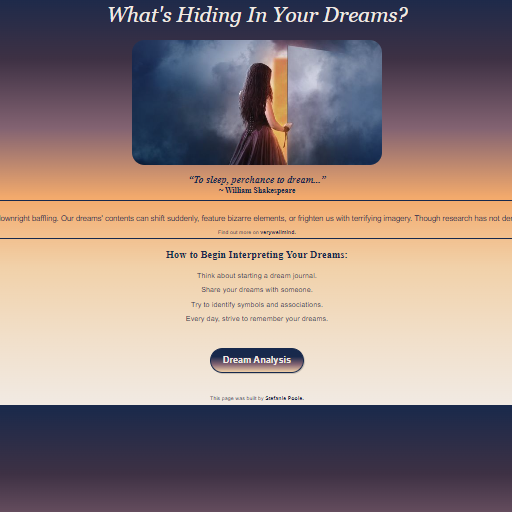 What's Hiding In Your Dreams?
“To sleep, perchance to dream...”
~ William Shakespeare
downright baffling. Our dreams' contents can shift suddenly, feature bizarre elements, or frighten us with terrifying imagery. Though research has not
Find out more on verywellmind.
How to Begin Interpreting Your Dreams:
Think about starting a dream journal.
Share your dreams with someone.
Try to identify symbols and associations.
Every day, strive to remember your dreams.
Dream Analysis
This page was built by Stefanie Poole.